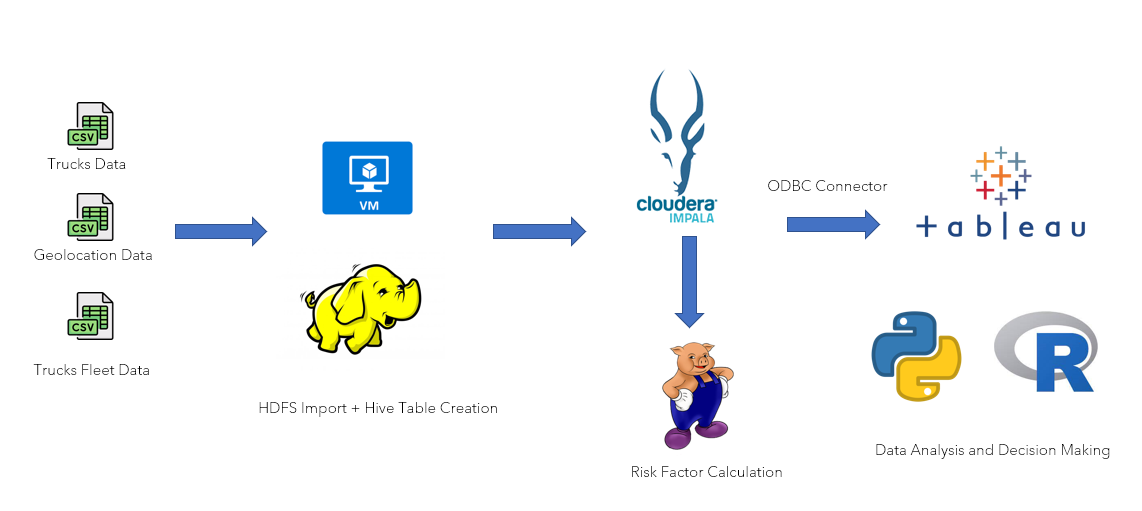 CSV
Trucks Data
CSV
Geolocation Data
CSV
Trucks Fleet Data
VM
HDFS Import + Hive Table Creation
cloudera
IMPALA
Risk Factor Calculation
ODBC Connector
+ableau
R
Data Analysis and Decision Making